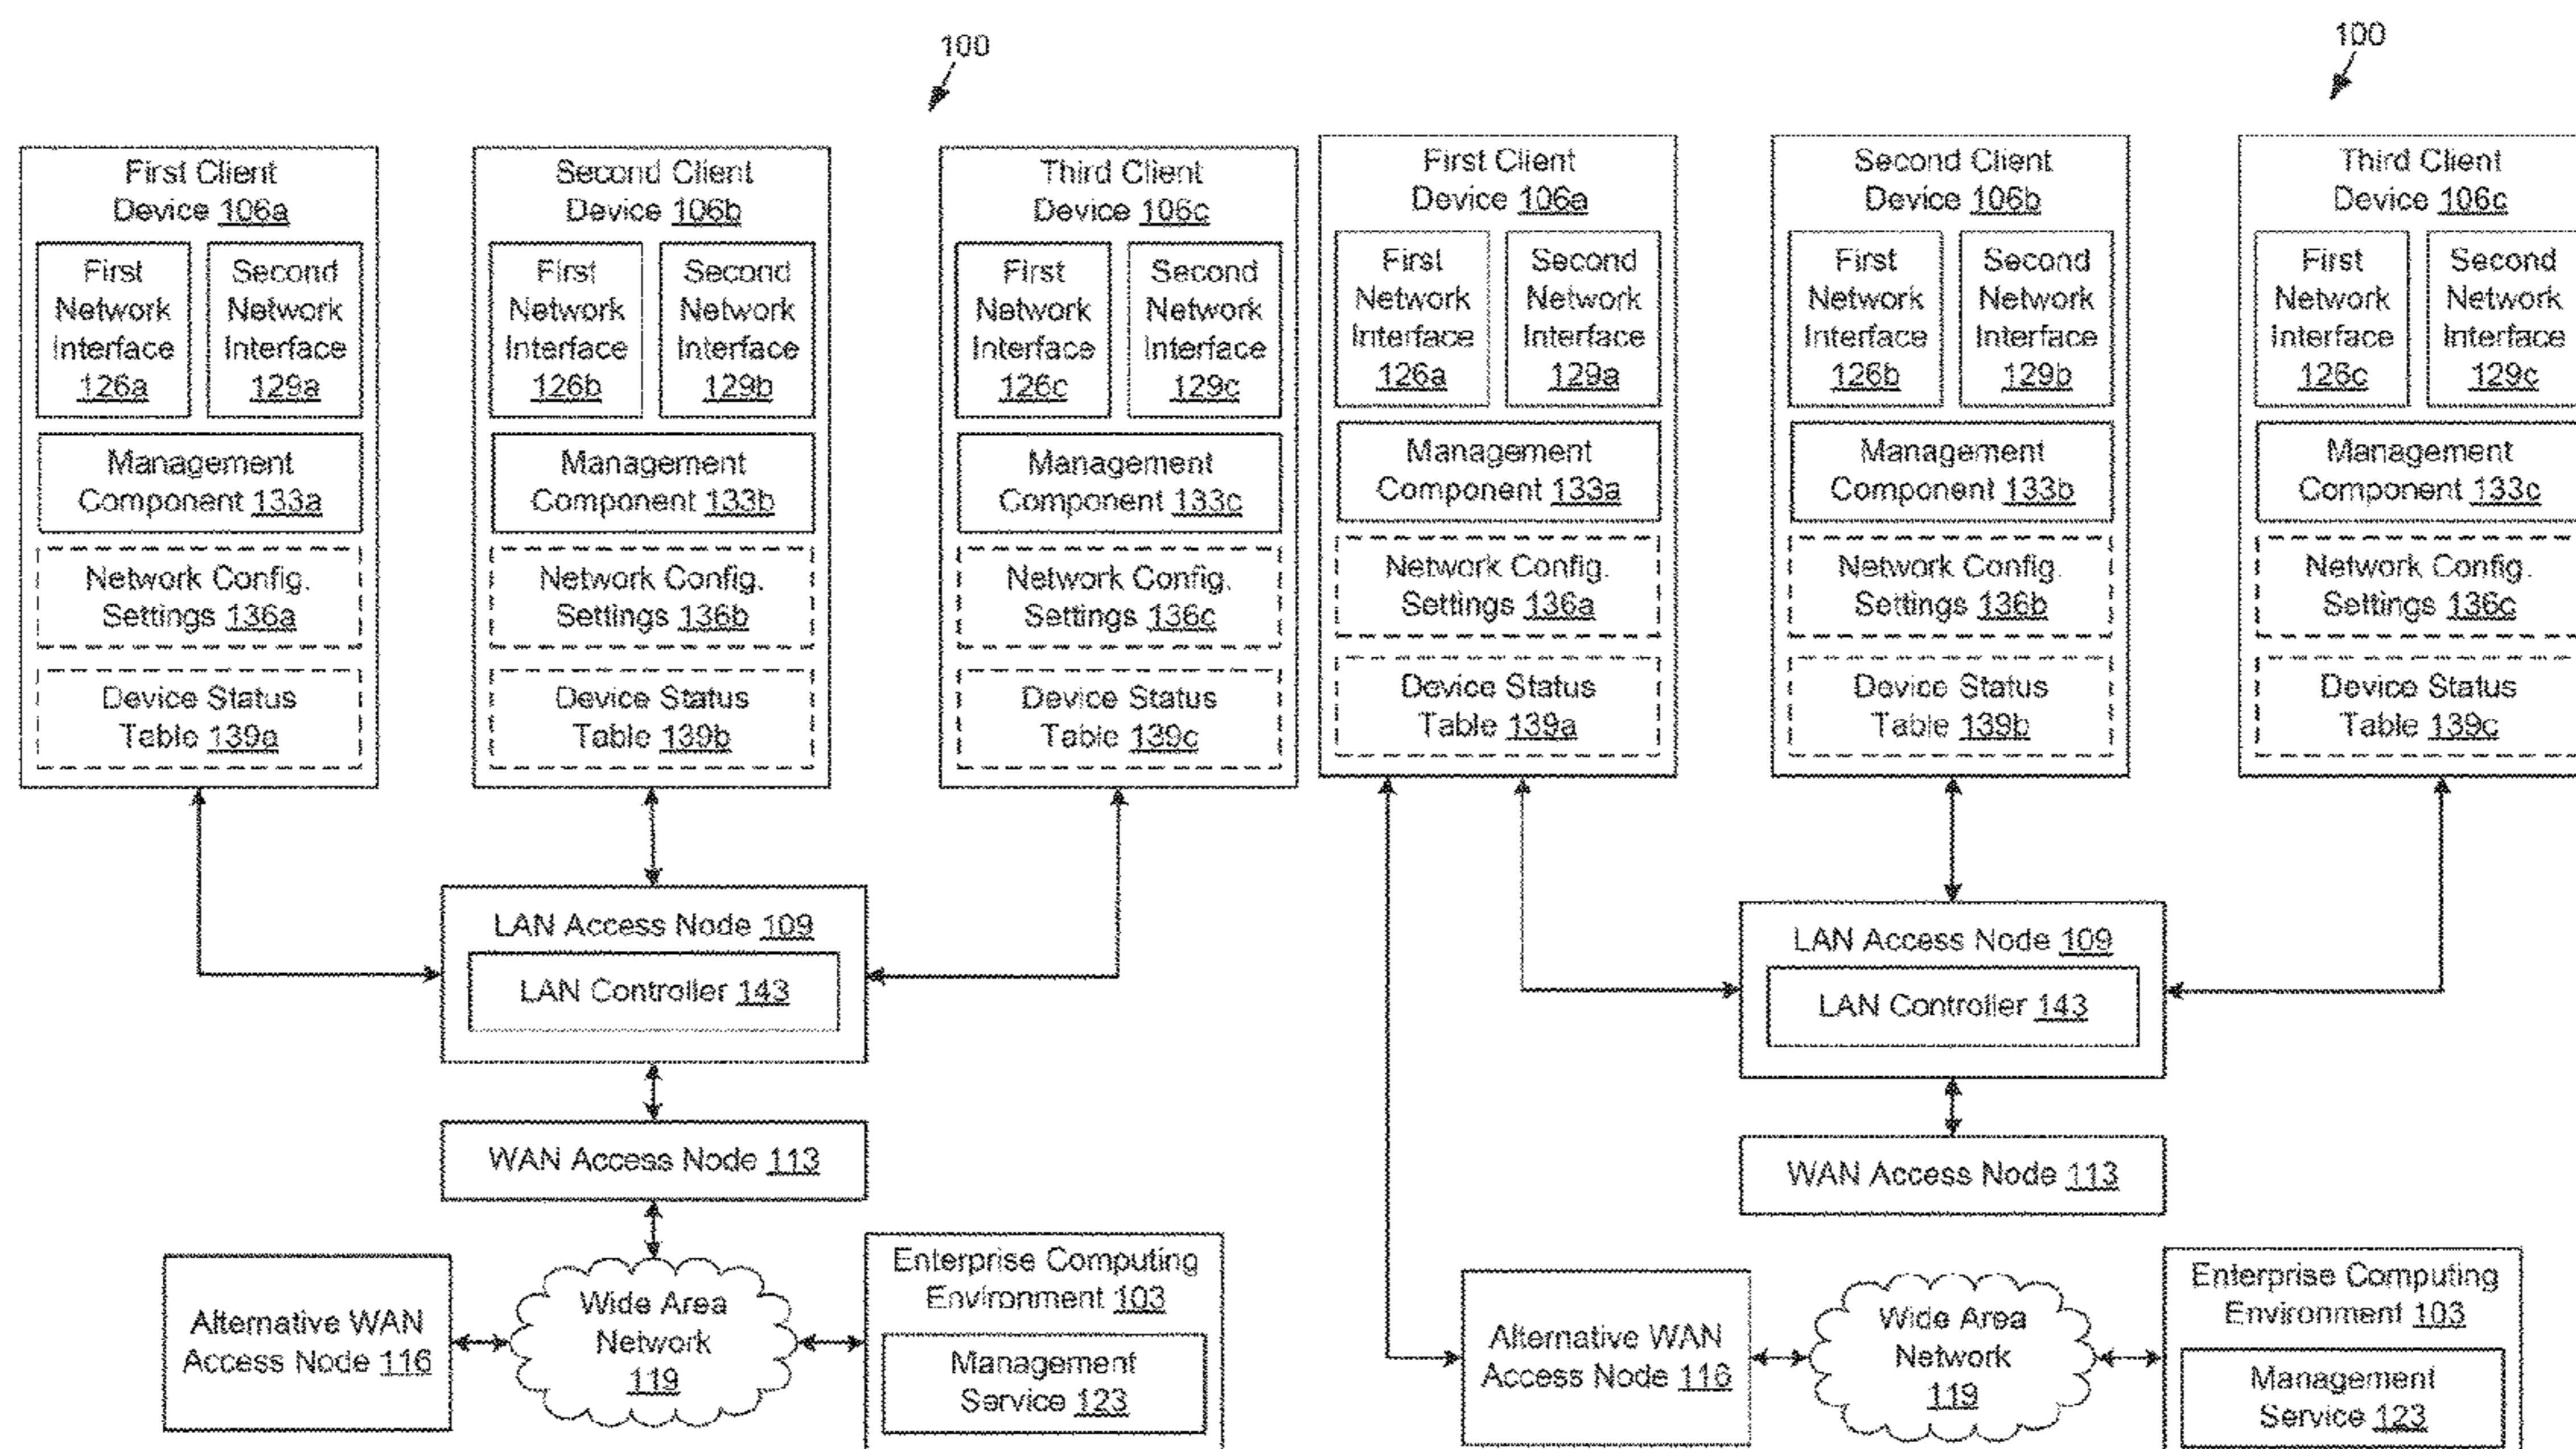 100
First Client
Device 106a
First
Network
Interface
126a
Second
Network
Interface
129a
Management
Component 133a
Network Config.
Settings 136a
Device Status
Table 139a
Second Client
Device 106b
First
Network
Interface
126b
Second
Network
Interface
129b
Management
Component 133b
Network Config.
Settings 136b
Device Status
Table 139b
Third Client
Device 106c
First
Network
Interface
126c
Second
Network
Interface
129c
Management
Component 133c
Network Config.
Settings 136c
Device Status
Table 139c
LAN Access Node 109
LAN Controller 143
WAN Access Node 113
Alternative WAN
Access Node 116
Wide Area
Network
119
Enterprise Computing
Environment 103
Management
Service 123
100
First Client
Device 106a
First
Network
Interface
126a
Second
Network
Interface
129a
Management
Component 133a
Network Config.
Settings 136a
Device Status
Table 139a
Second Client
Device 106b
First
Network
Interface
126b
Second
Network
Interface
129b
Management
Component 133b
Network Config.
Settings 136b
Device Status
Table 139b
Third Client
Device 106c
First
Network
Interface
126c
Second
Network
Interface
129c
Management
Component 133c
Network Config.
Settings 136c
Device Status
Table 139c
LAN Access Node 109
LAN Controller 143
WAN Access Node 113
Alternative WAN
Access Node 116
Wide Area
Network
119
Enterprise Computing
Environment 103
Management
Service 123